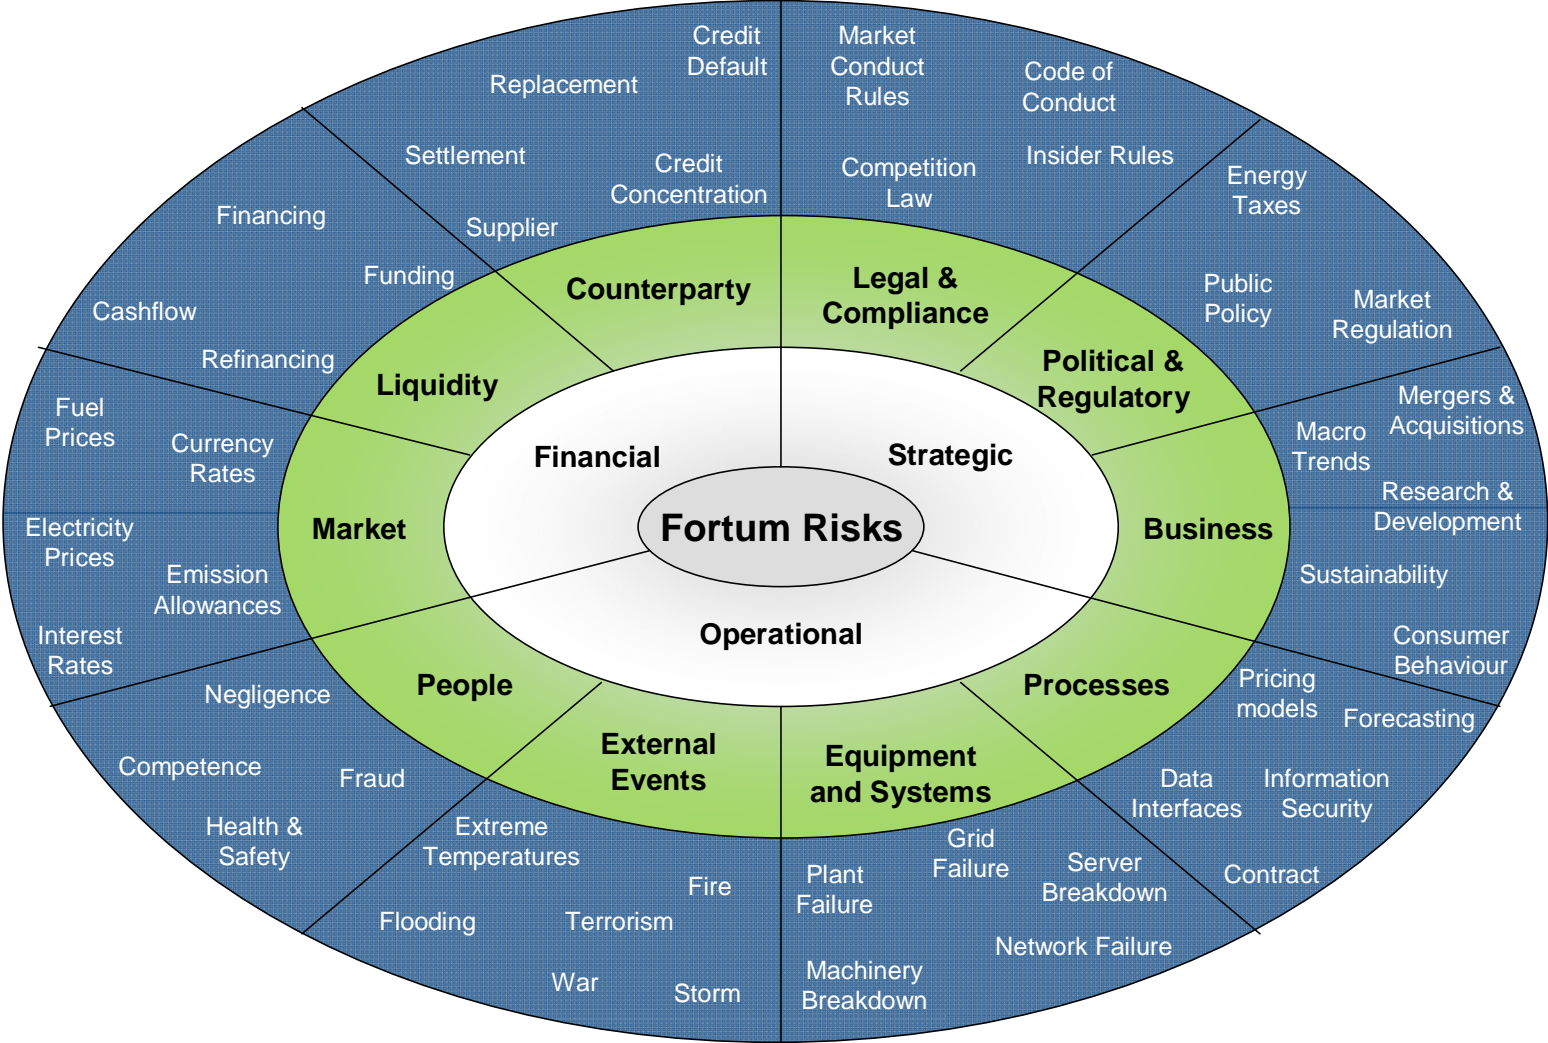 Fortum Risks
Financial
Strategic
Operational
Counterparty
Legal &
Compliance
Political &
Regulatory
Business
Processes
Equipment
and Systems
External
Events
People
Market
Liquidity
Credit
Default
Replacement
Settlement
Credit
Concentration
Supplier
Market
Conduct
Rules
Code of
Conduct
Competition
Law
Insider Rules
Energy
Taxes
Public
Policy
Market
Regulation
Mergers &
Acquisitions
Macro
Trends
Research &
Development
Sustainability
Consumer
Behaviour
Pricing
models
Forecasting
Data
Interfaces
Information
Security
Contract
Grid
Failure
Plant
Failure
Server
Breakdown
Network Failure
Machinery
Breakdown
Extreme
Temperatures
Fire
Flooding
Terrorism
War
Storm
Negligence
Competence
Fraud
Health &
Safety
Fuel
Prices
Currency
Rates
Electricity
Prices
Emission
Allowances
Interest
Rates
Financing
Funding
Cashflow
Refinancing